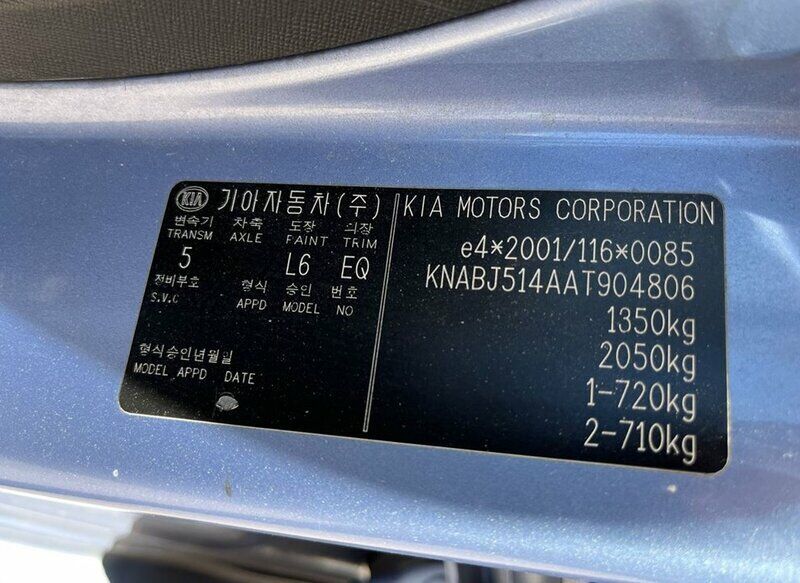 KIA 기아자동차(주)
변속기 차축 도장 의장
TRANSM AXLE PAINT TRIM
5 L6 EQ
정비부호 형식 승인 번호
S.V.C APPD MODEL NO
형식승인년월일
MODEL APPD DATE
KIA MOTORS CORPORATION
e4*2001/116*0085
KNABJ514AAT904806
1350kg
2050kg
1-720kg
2-710kg